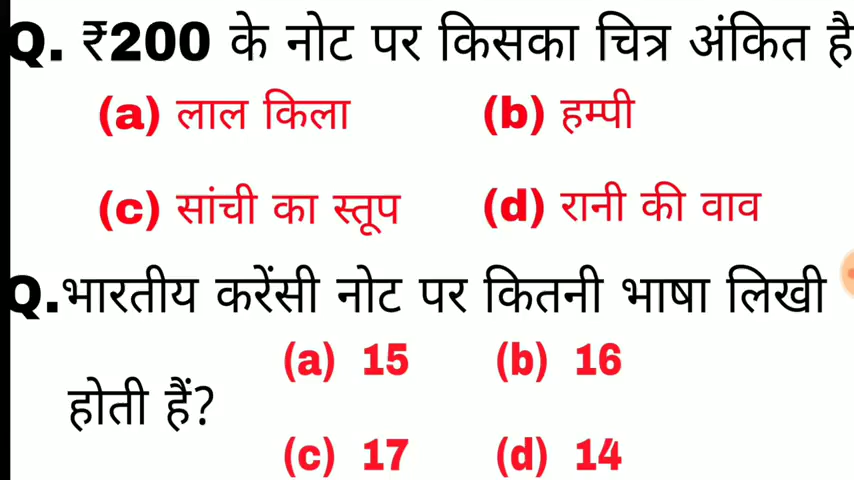 Q. ₹200 के नोट पर किसका चित्र अंकित है
(a) लाल किला (b) हम्पी
(c) सांची का स्तूप (d) रानी की वाव
Q.भारतीय करेंसी नोट पर कितनी भाषा लिखी
(a) 15 (b) 16
होती हैं?
(c) 17 (d) 14